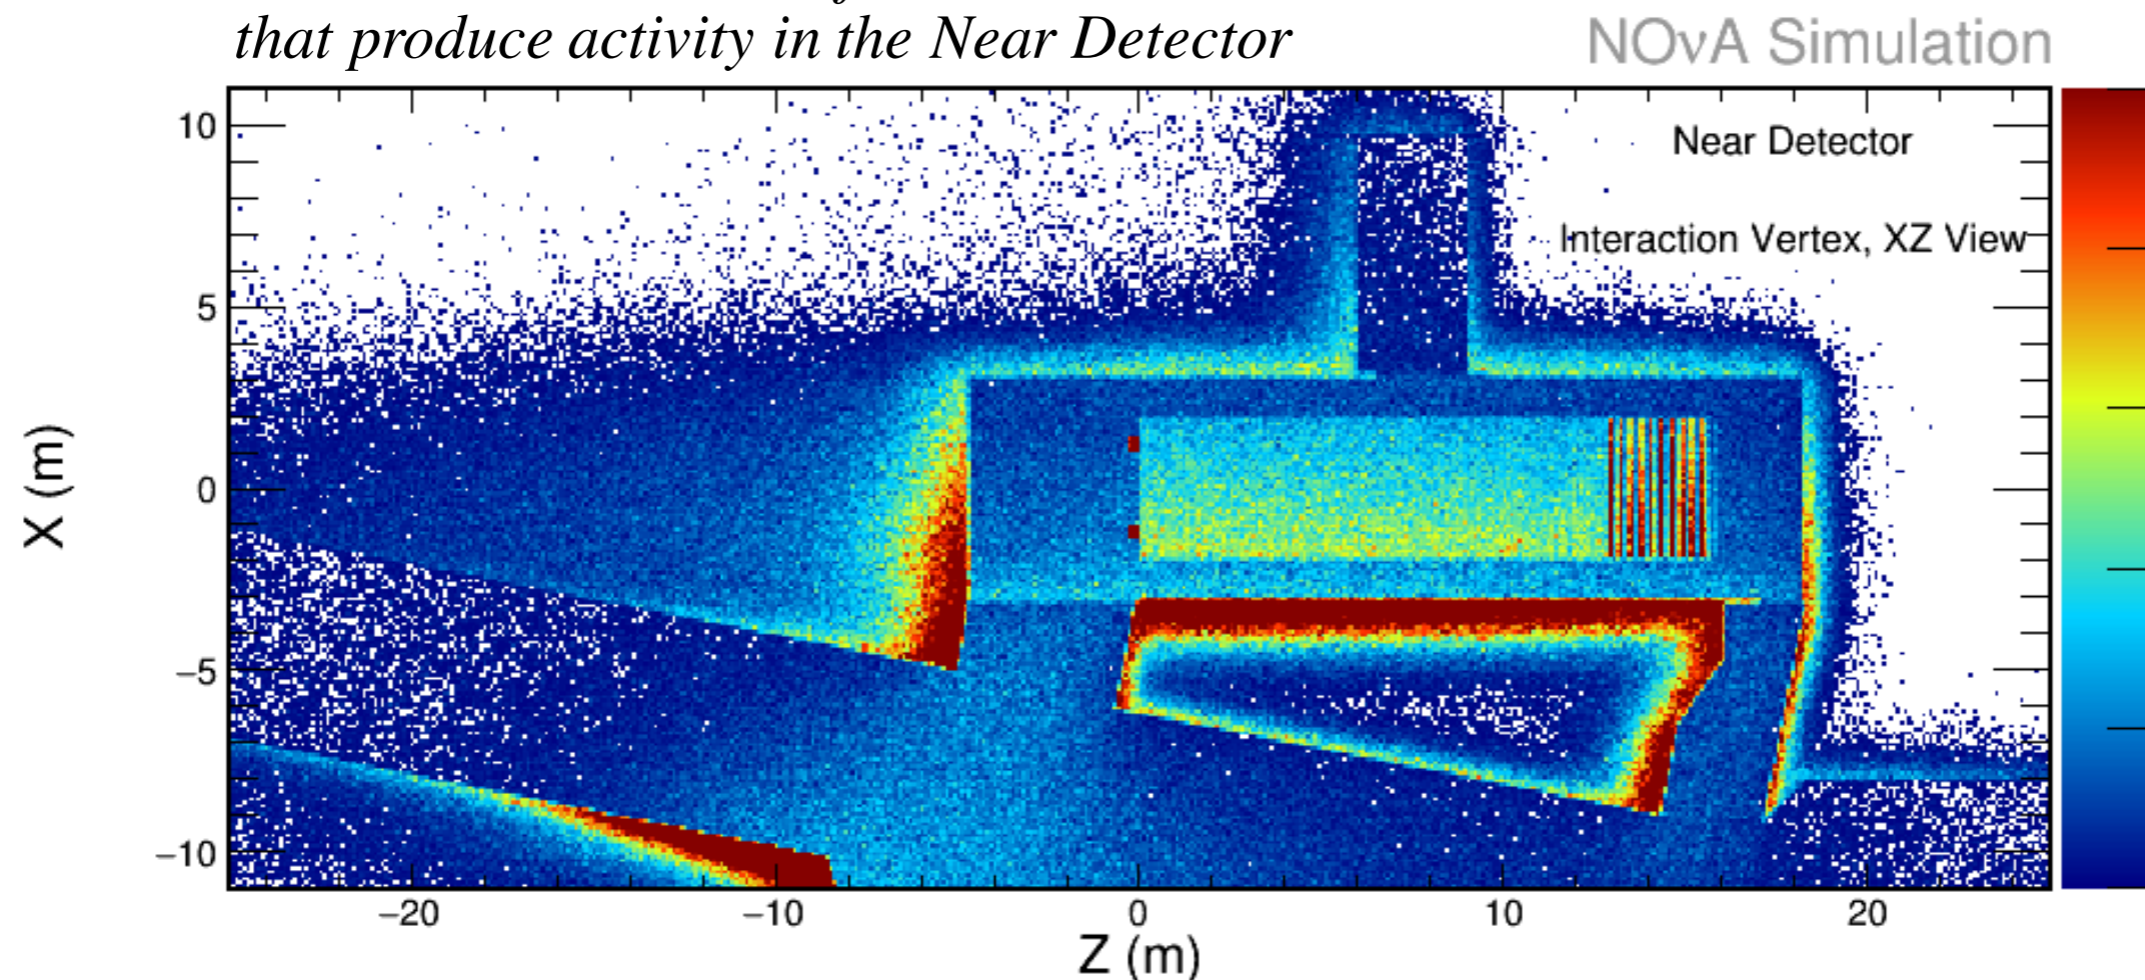 that produce activity in the Near Detector
NOνA Simulation
Near Detector
Interaction Vertex, XZ View
10
5
0
−5
−10
X (m)
−20
−10
0
10
20
Z (m)